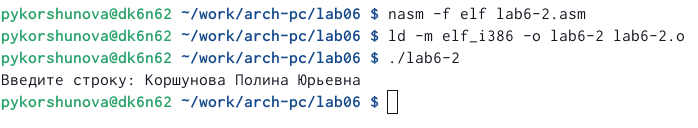 pykorshunova@dk6n62 ~/work/arch-pc/lab06 $ nasm -f elf lab6-2.asm
pykorshunova@dk6n62 ~/work/arch-pc/lab06 $ ld -m elf_i386 -o lab6-2 lab6-2.o
pykorshunova@dk6n62 ~/work/arch-pc/lab06 $ ./lab6-2
Введите строку: Коршунова Полина Юрьевна
pykorshunova@dk6n62 ~/work/arch-pc/lab06 $